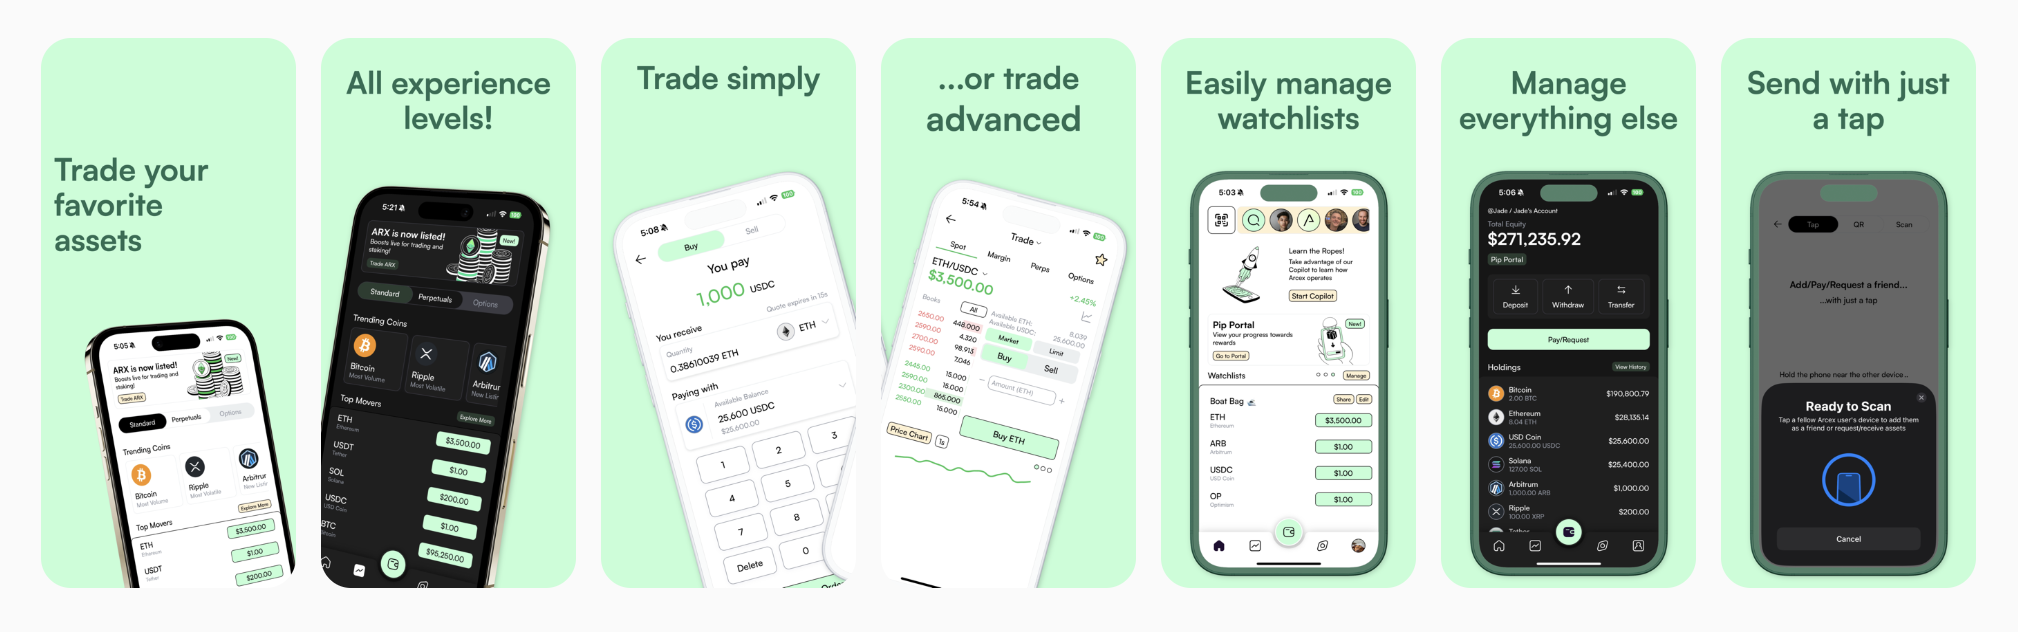 Trade your
favorite
assets
5:05
ARX is now listed!
Boosts live for trading and
staking!
New!
Trade ARX
Standard
Perpetuals
Options
Trending Coins
Bitcoin
Most Volume
Ripple
Most Volatile
Arbitrur
New Listi
Top Movers
Explore More
ETH
Ethereum
$3,500.00
USDT
Tether
$1.00
$200.00
All experience
levels!
5:21
100
ARX is now listed!
Boosts live for trading and
staking!
New!
Trade ARX
Standard
Perpetuals
Options
Trending Coins
Bitcoin
Most Volume
Ripple
Most Volatile
Arbitrur
New Listin
Top Movers
Explore More
ETH
Ethereum
$3,500.00
USDT
Tether
$1.00
SOL
Solana
$200.00
USDC
USD Coin
$1.00
BTC
Bitcoin
$95,250.00
Trade simply
5:08
100
Buy
Sell
You pay
1,000 USDC
Quote expires in 15s
You receive
Quantity
0.38610039 ETH
ETH
Paying with
Available Balance
25,600 USDC
$25,600.00
1
2
3
4
5
7
8
Delete
0
...or trade
advanced
5:54
Trade
Spot
Margin
Perps
Options
ETH/USDC
$3,500.00
+2.45%
Books
All
Available ETH:
8.039
Available USDC:
25,600.00
2650.00
448.000
2590.00
4.320
2700.00
98.913
2590.00
7.046
2645.00
15.000
2590.00
15.000
2300.00
865.000
2580.00
15.000
Market
Limit
Buy
Sell
Amount (ETH)
Buy ETH
Price Chart
1s
Easily manage
watchlists
5:03
100
Learn the Ropes!
Take advantage of our
Copilot to learn how
Arcex operates
Start Copilot
Pip Portal
View your progress towards
rewards
New!
Go to Portal
Watchlists
Manage
Boat Bag
Share
Edit
ETH
Ethereum
$3,500.00
ARB
Arbitrum
$1.00
USDC
USD Coin
$1.00
OP
Optimism
$1.00
Manage
everything else
5:06
100
@Jade / Jade's Account
Total Equity
$271,235.92
Pip Portal
Deposit
Withdraw
Transfer
Pay/Request
Holdings
View History
Bitcoin
2.00 BTC
$190,800.79
Ethereum
8.04 ETH
$28,135.14
USD Coin
25,600.00 USDC
$25,600.00
Solana
127.00 SOL
$25,400.00
Arbitrum
1,000.00 ARB
$1,000.00
Ripple
100.00 XRP
$200.00
Send with just
a tap
Tap
QR
Scan
Add/Pay/Request a friend...
...with just a tap
Hold the phone near the other device..
Ready to Scan
Tap a fellow Arcex user's device to add them
as a friend or request/receive assets
Cancel